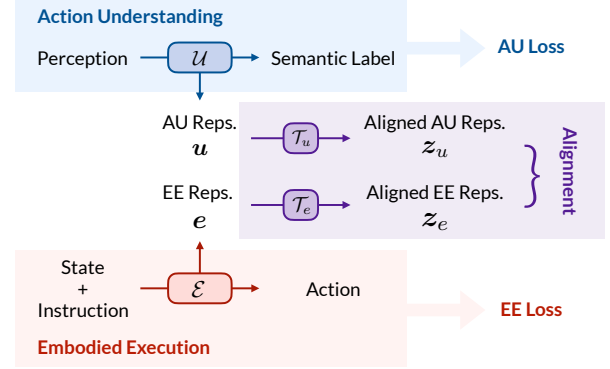 Action Understanding
Perception
𝒰
Semantic Label
AU Loss
AU Reps.
u
𝒯ᵤ
Aligned AU Reps.
zᵤ
EE Reps.
e
𝒯ₑ
Aligned EE Reps.
zₑ
}
Alignment
State
+
Instruction
ℰ
Action
EE Loss
Embodied Execution